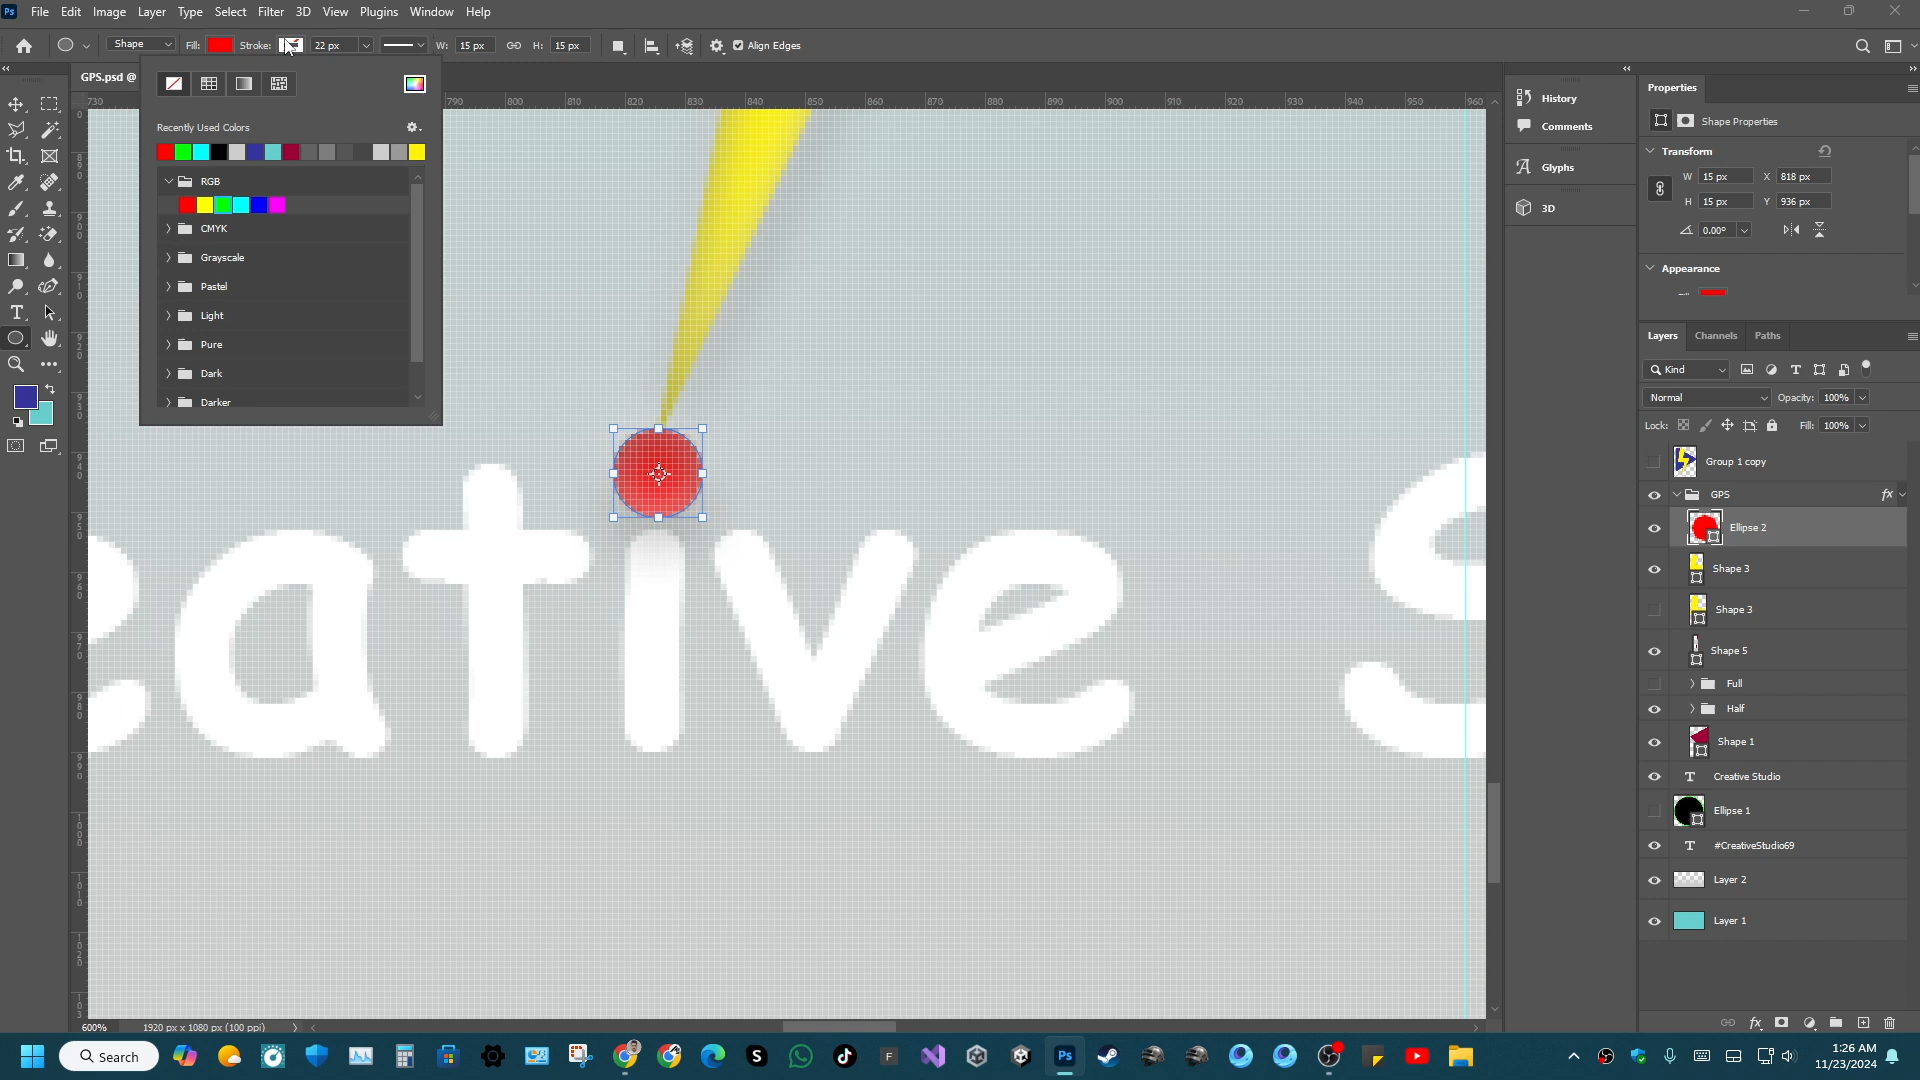 Ps File Edit Image Layer Type Select Filter 3D View Plugins Window Help
Shape Fill: Stroke: 22 px W: 15 px H: 15 px Align Edges
GPS.psd @
730 790 800 810 820 830 840 850 860 870 880 890 900 910 920 930 940 950 960
Recently Used Colors
RGB
CMYK
Grayscale
Pastel
Light
Pure
Dark
Darker
eative S
History
Comments
Glyphs
3D
Properties
Shape Properties
Transform
W 15 px X 818 px
H 15 px Y 936 px
0.00°
Appearance
Layers Channels Paths
Kind
Normal Opacity: 100%
Lock: Fill: 100%
Group 1 copy
GPS fx
Ellipse 2
Shape 3
Shape 3
Shape 5
Full
Half
Shape 1
Creative Studio
Ellipse 1
#CreativeStudio69
Layer 2
Layer 1
600% 1920 px x 1080 px (100 ppi)
Search
1:26 AM
11/23/2024